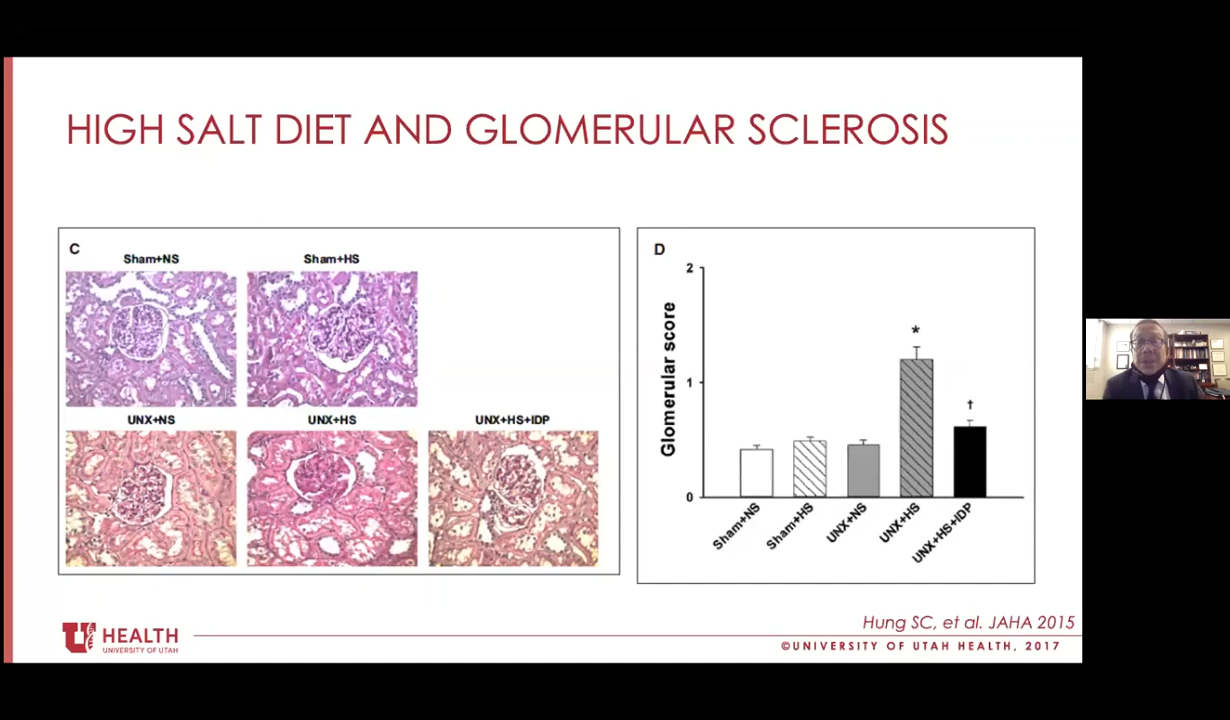 HIGH SALT DIET AND GLOMERULAR SCLEROSIS
C
Sham+NS
Sham+HS
UNX+NS
UNX+HS
UNX+HS+IDP
D
Glomerular score
2
1
0
*
†
Sham+NS
Sham+HS
UNX+NS
UNX+HS
UNX+HS+IDP
U HEALTH
UNIVERSITY OF UTAH
Hung SC, et al. JAHA 2015
©UNIVERSITY OF UTAH HEALTH, 2017